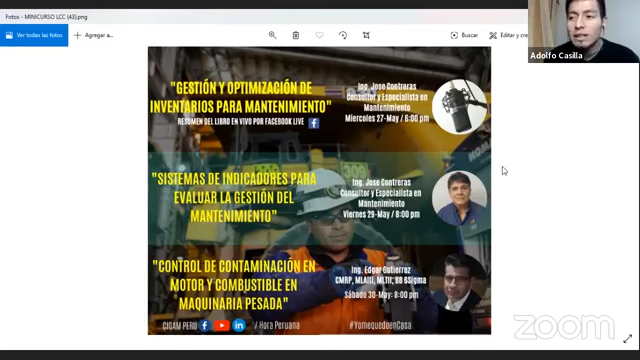 Fotos - MINICURSO LCC (43).png
Ver todas las fotos
Agregar a...
Buscar
Editar y cre
Adolfo Casilla
"GESTIÓN Y OPTIMIZACIÓN DE
INVENTARIOS PARA MANTENIMIENTO"
RESUMEN DEL LIBRO EN VIVO POR FACEBOOK LIVE
Ing. Jose Contreras
Consultor y Especialista en
Mantenimiento
Miercoles 27-May / 6:00 pm
309
"SISTEMAS DE INDICADORES PARA
EVALUAR LA GESTIÓN DEL
MANTENIMIENTO"
Ing. Jose Contreras
Consultor y Especialista en
Mantenimiento
Viernes 29-May / 8:00 pm
"CONTROL DE CONTAMINACIÓN EN
MOTOR Y COMBUSTIBLE EN
MAQUINARIA PESADA"
Ing. Edgar Gutierrez
CMRP, MLAIII, MLTII, BB 6Sigma
Sábado 30-May: 8:00 pm
CIGAM PERU
/ Hora Peruana
#YomequedoenCasa
zoom